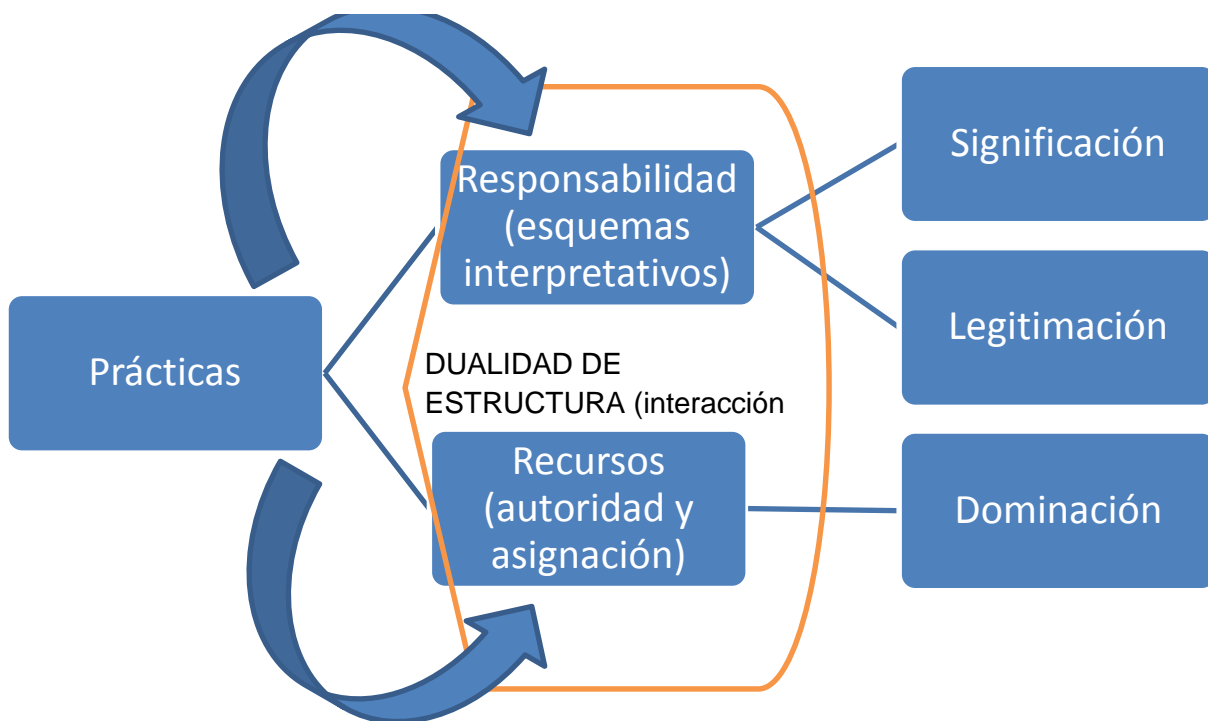 Prácticas
Responsabilidad
(esquemas
interpretativos)
DUALIDAD DE
ESTRUCTURA (interacción
Recursos
(autoridad y
asignación)
Significación
Legitimación
Dominación